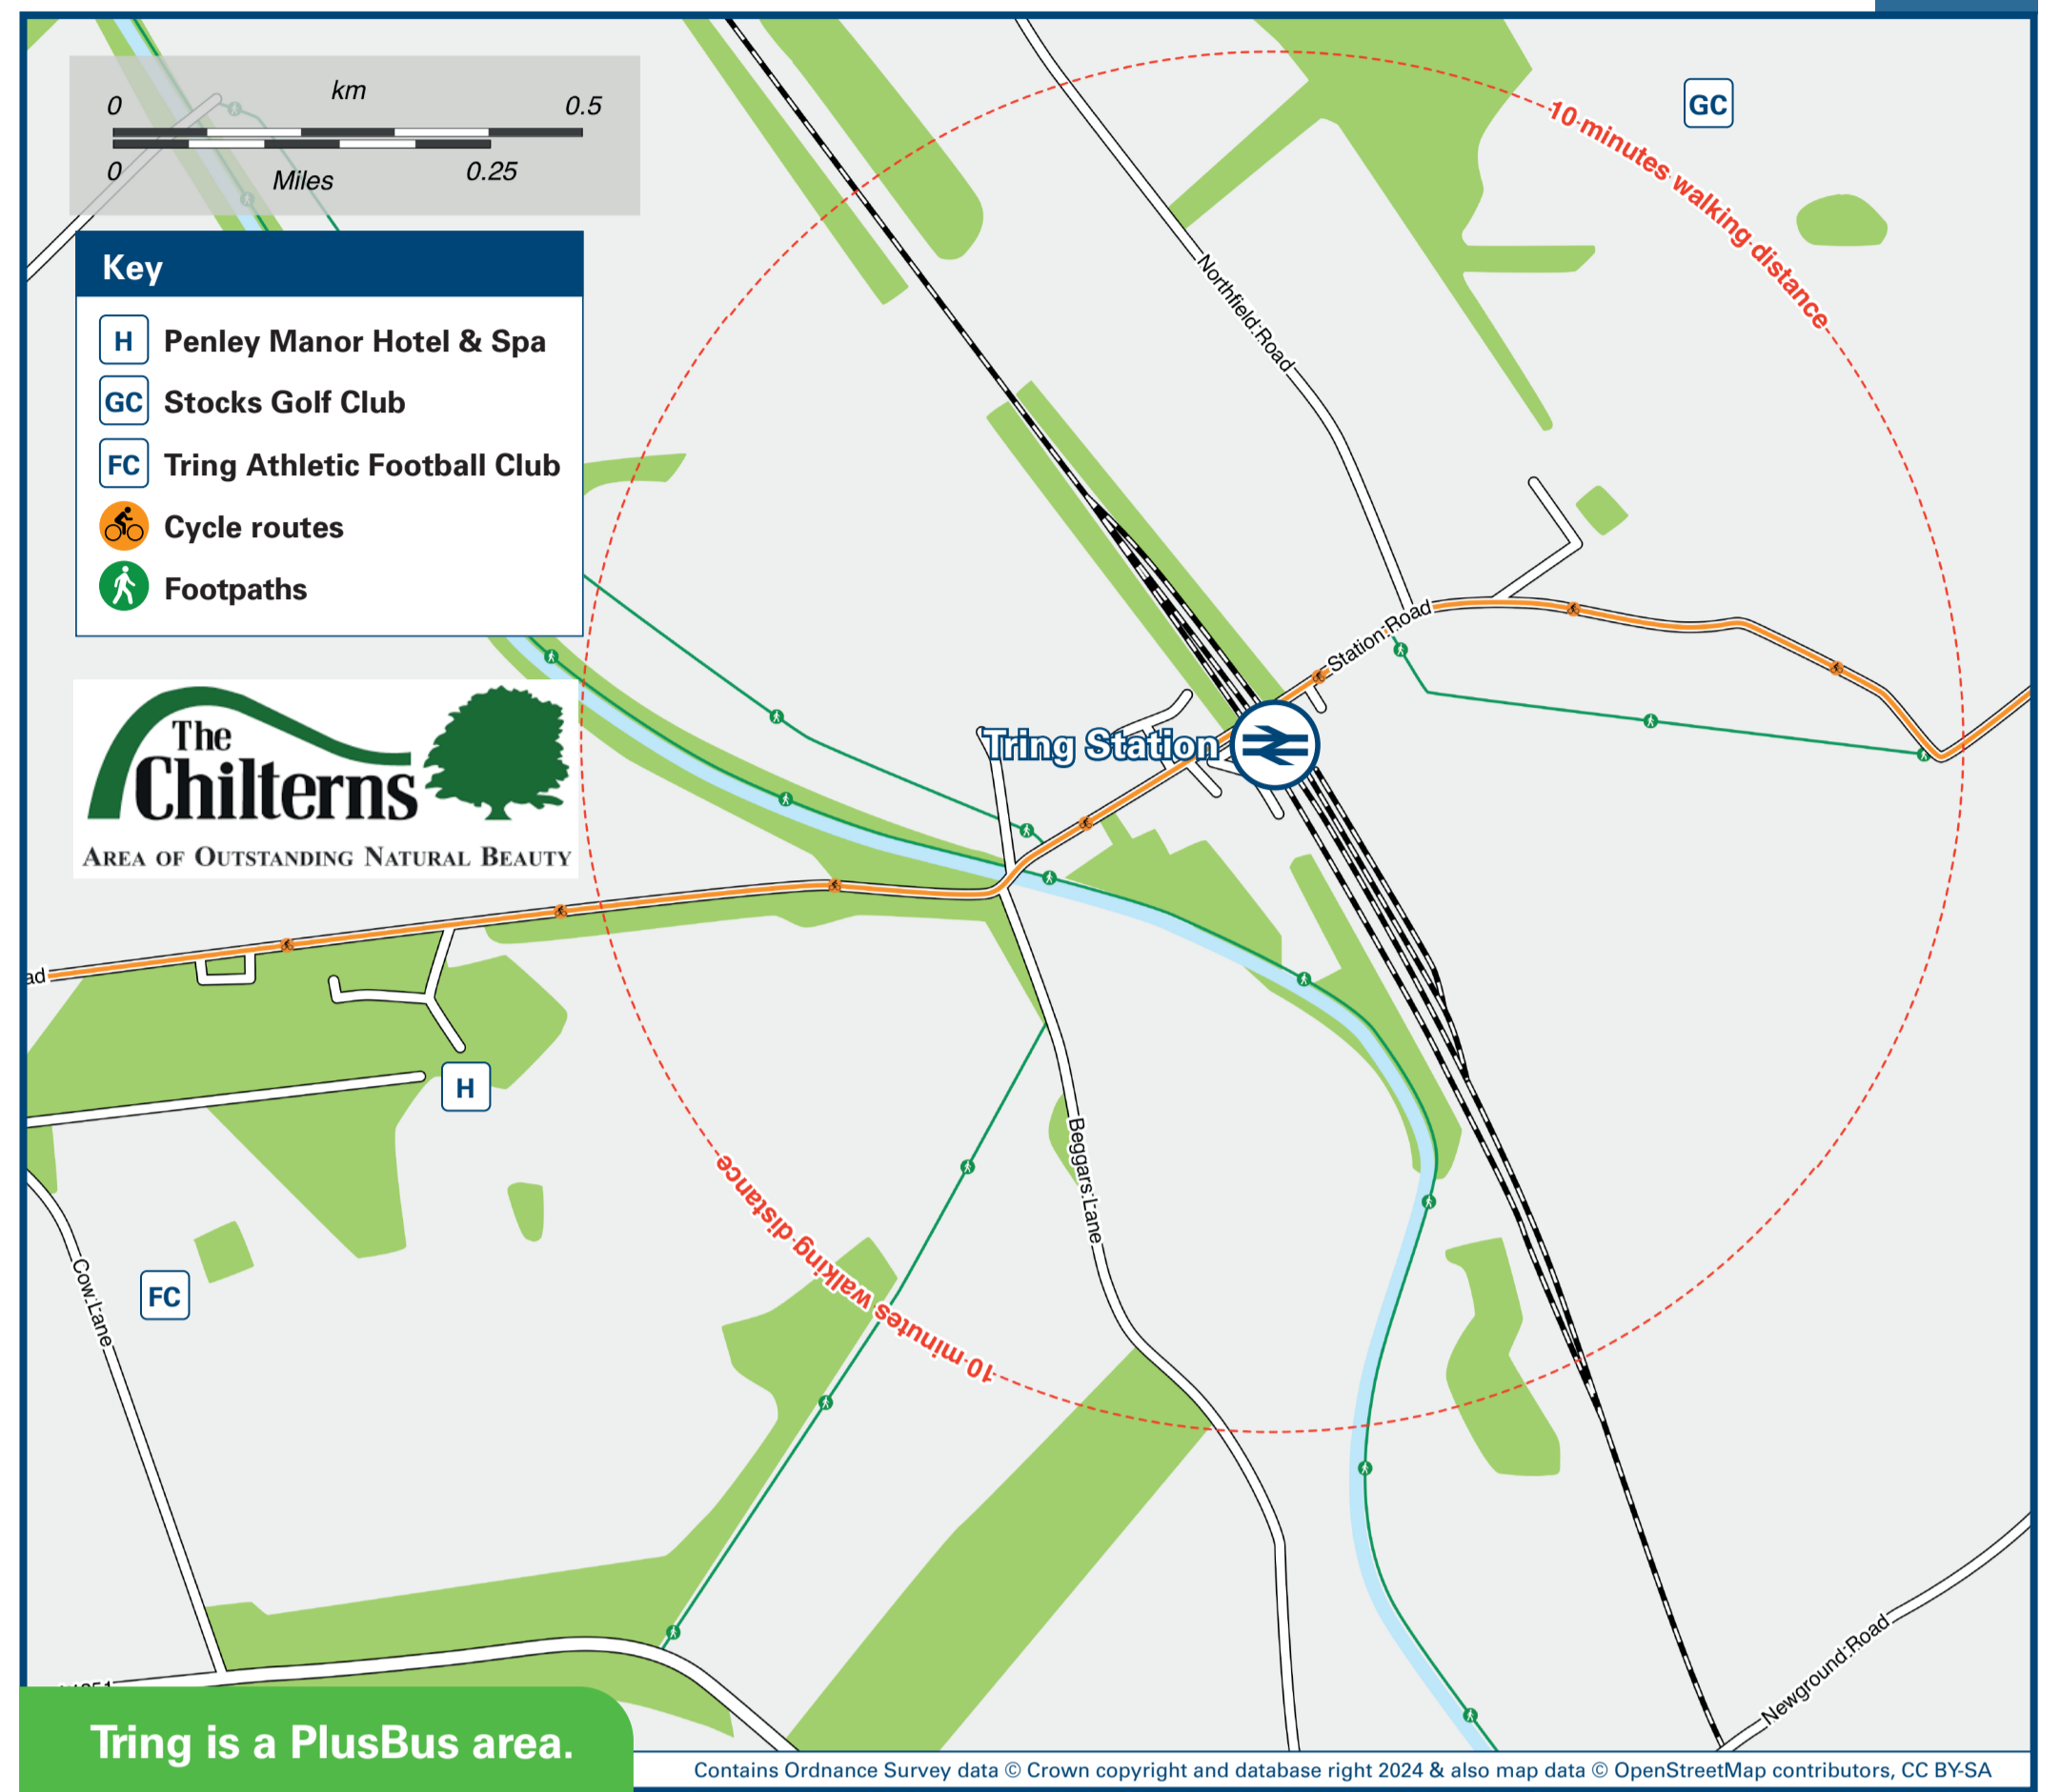 km
0
0.5
0
Miles
0.25
Key
H Penley Manor Hotel & Spa
GC Stocks Golf Club
FC Tring Athletic Football Club
Cycle routes
Footpaths
GC
10 minutes walking distance
Northfield Road
Station Road
Tring Station
The
Chilterns
AREA OF OUTSTANDING NATURAL BEAUTY
ad
H
Beggars Lane
10 minutes walking distance
FC
Cow Lane
Newground Road
Tring is a PlusBus area.
Contains Ordnance Survey data © Crown copyright and database right 2024 & also map data © OpenStreetMap contributors, CC BY-SA